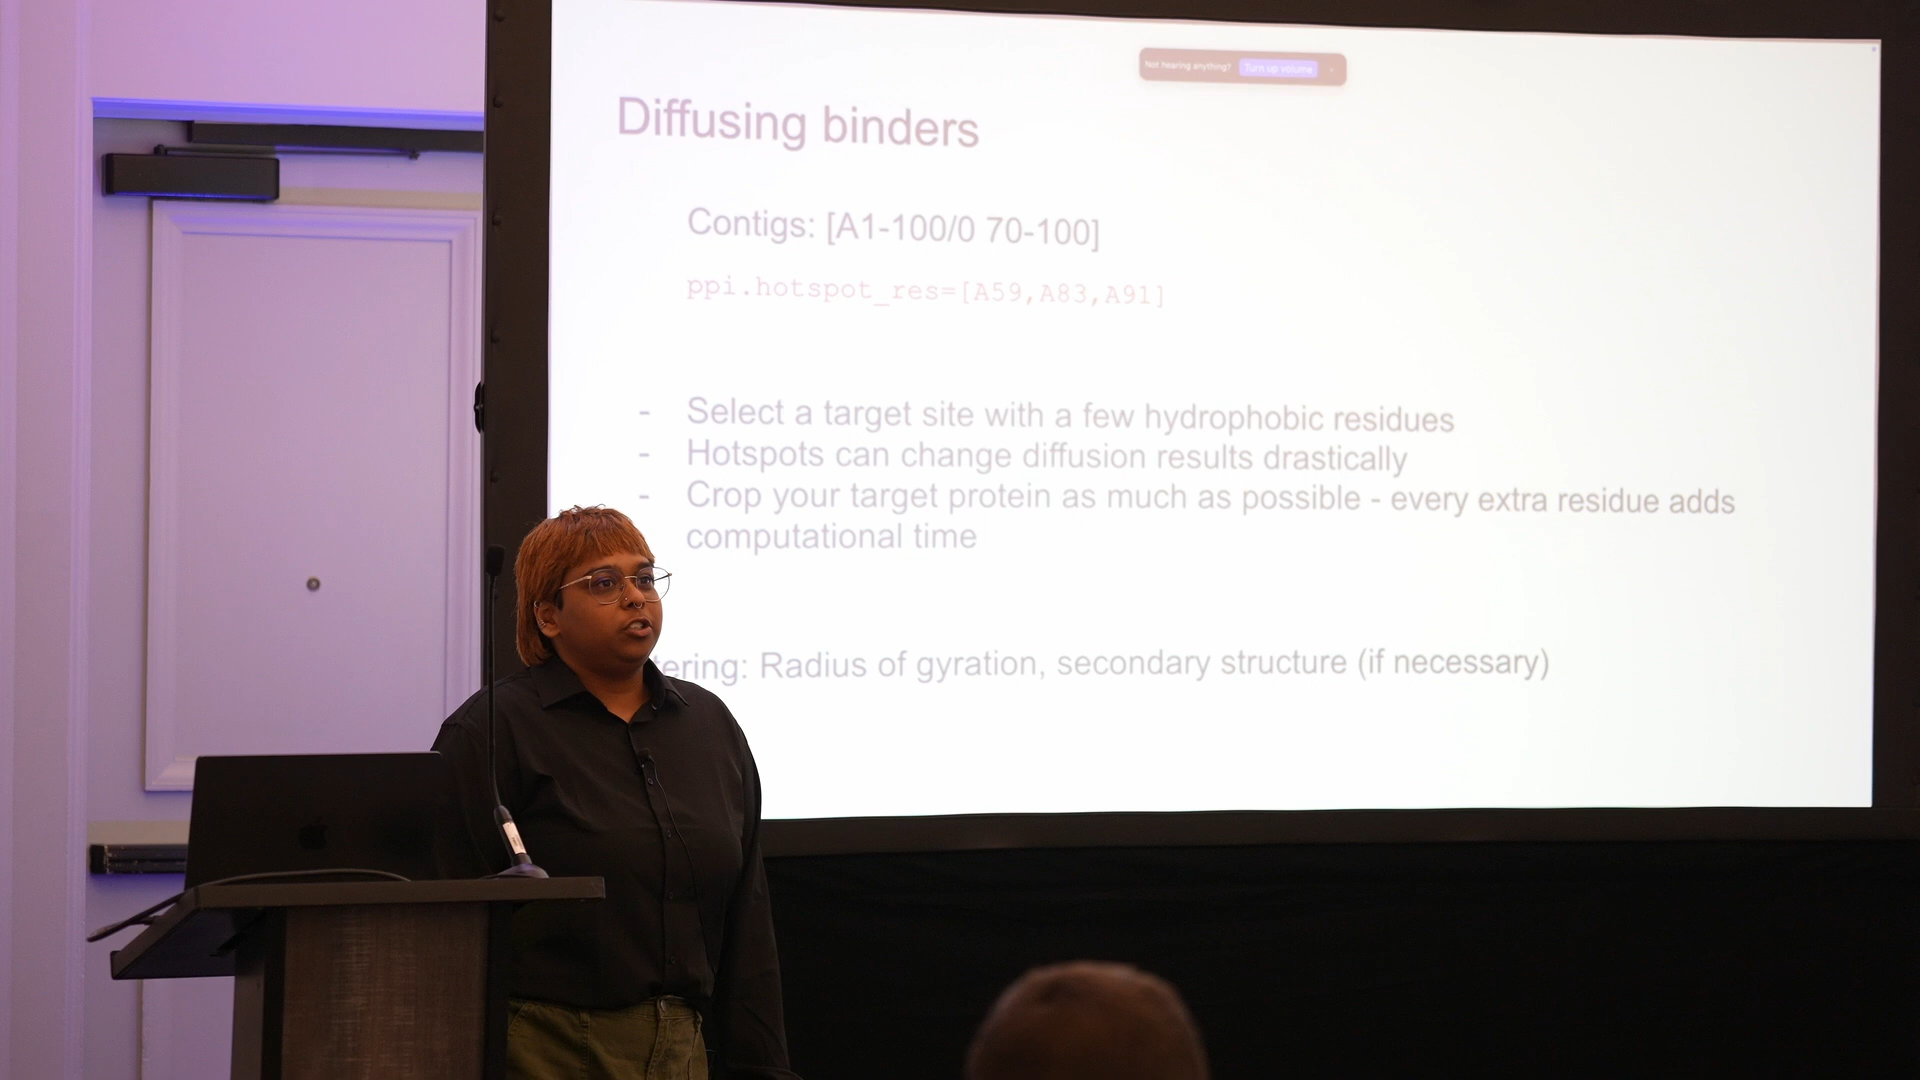 Not hearing anything? Turn up volume
Diffusing binders
Contigs: [A1-100/0 70-100]
ppi.hotspot_res=[A59,A83,A91]
- Select a target site with a few hydrophobic residues
- Hotspots can change diffusion results drastically
- Crop your target protein as much as possible - every extra residue adds
computational time
tering: Radius of gyration, secondary structure (if necessary)